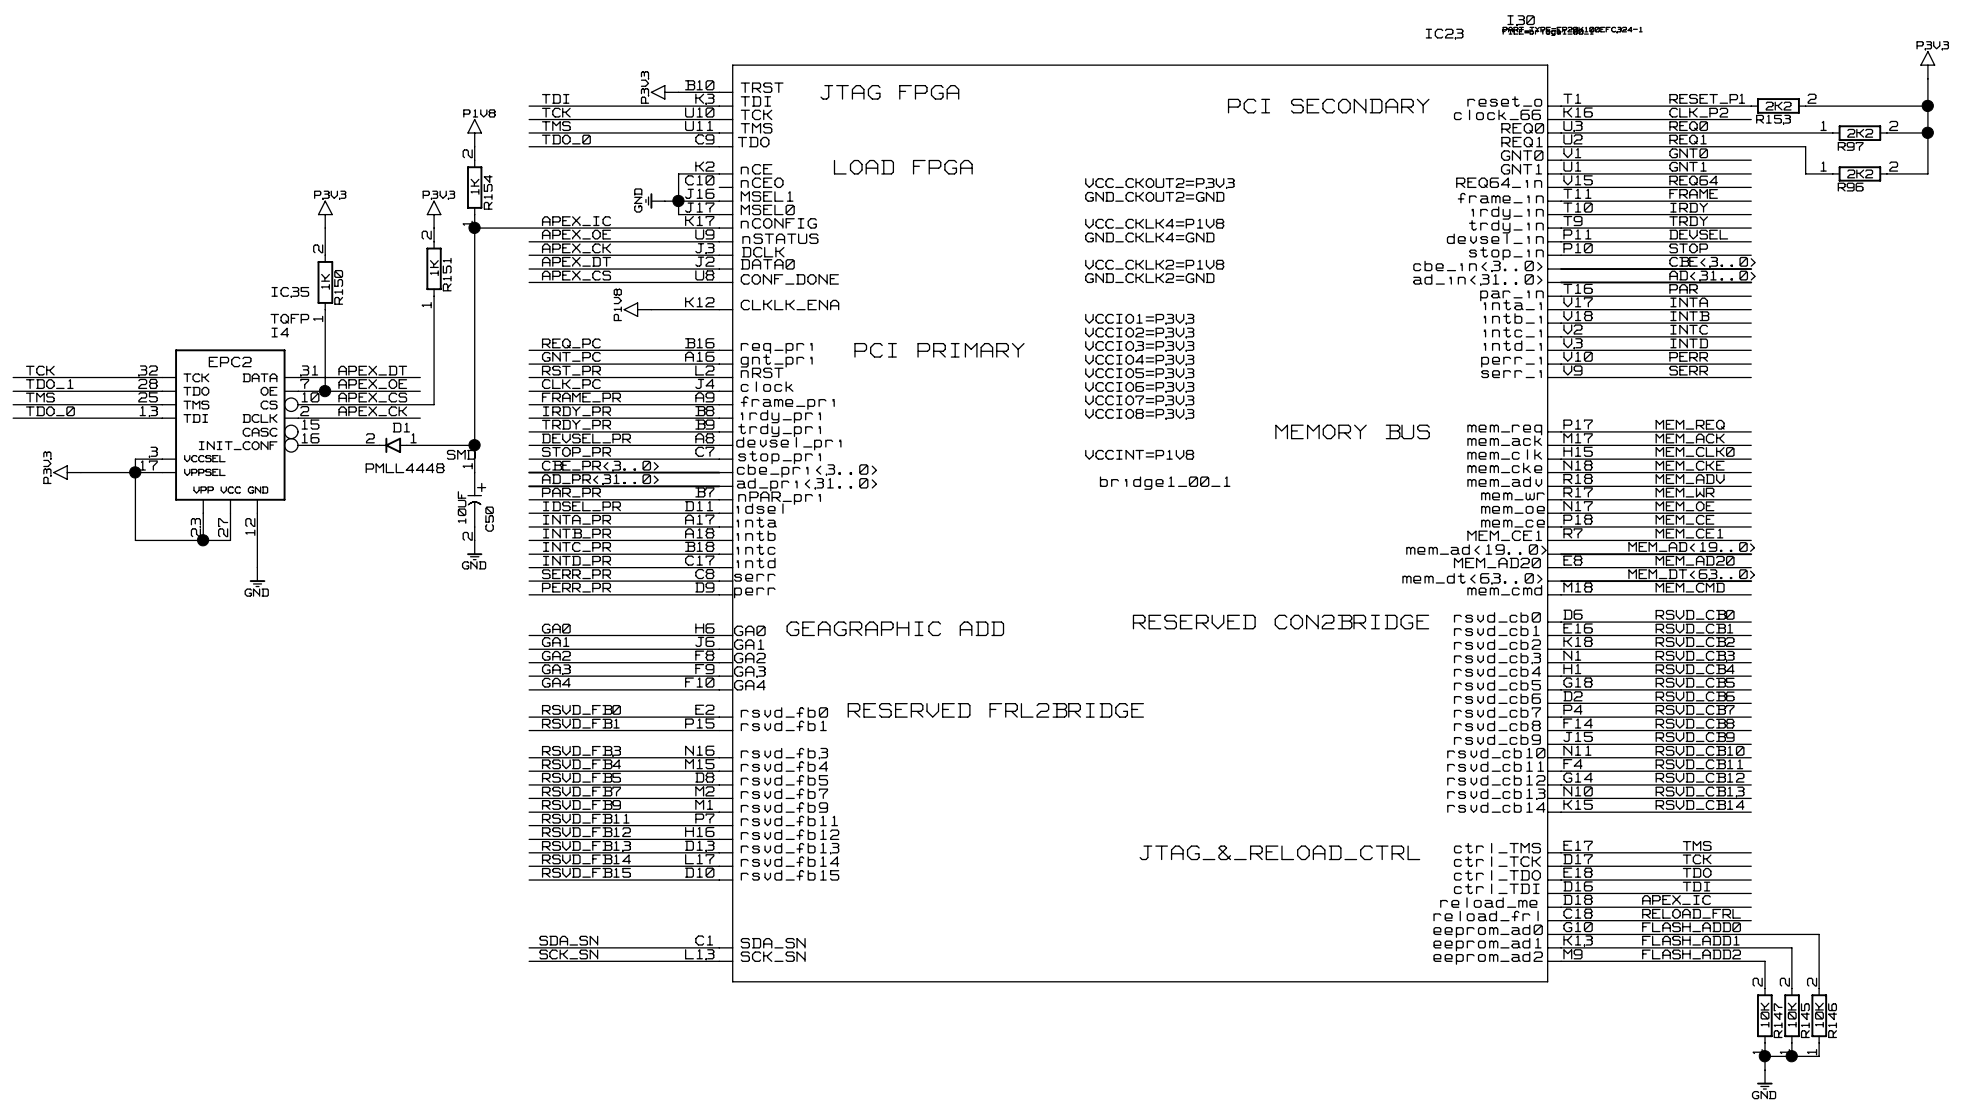 I30
IC23
P3V3
JTAG FPGA
P3V3 B10 TRST
TDI K3 TDI
TCK U10 TCK
TMS U11 TMS
TDO_0 C9 TDO
LOAD FPGA
K2 nCE
C10 nCEO
GND J16 MSEL1
J17 MSEL0
APEX_IC K17 nCONFIG
APEX_OE U9 nSTATUS
APEX_CK J3 DCLK
APEX_DT J2 DATA0
APEX_CS U8 CONF_DONE
P1V8 K12 CLKLK_ENA
PCI PRIMARY
REQ_PC B16 req_pri
GNT_PC A16 gnt_pri
RST_PR L2 nRST
CLK_PC J4 clock
FRAME_PR A9 frame_pri
IRDY_PR B8 irdy_pri
TRDY_PR B9 trdy_pri
DEVSEL_PR A8 devsel_pri
STOP_PR C7 stop_pri
CBE_PR<3..0> cbe_pri<3..0>
AD_PR<31..0> ad_pri<31..0>
PAR_PR B7 nPAR_pri
IDSEL_PR D11 idsel
INTA_PR A17 inta
INTB_PR A18 intb
INTC_PR B18 intc
INTD_PR C17 intd
SERR_PR C8 serr
PERR_PR D9 perr
GEAGRAPHIC ADD
GA0 H6 GA0
GA1 J6 GA1
GA2 F8 GA2
GA3 F9 GA3
GA4 F10 GA4
RESERVED FRL2BRIDGE
RSVD_FB0 E2 rsvd_fb0
RSVD_FB1 P15 rsvd_fb1
RSVD_FB3 N16 rsvd_fb3
RSVD_FB4 M15 rsvd_fb4
RSVD_FB5 D8 rsvd_fb5
RSVD_FB7 M2 rsvd_fb7
RSVD_FB9 M1 rsvd_fb9
RSVD_FB11 P7 rsvd_fb11
RSVD_FB12 H16 rsvd_fb12
RSVD_FB13 D13 rsvd_fb13
RSVD_FB14 L17 rsvd_fb14
RSVD_FB15 D10 rsvd_fb15
SDA_SN C1 SDA_SN
SCK_SN L13 SCK_SN
VCC_CKOUT2=P3V3
GND_CKOUT2=GND
VCC_CKLK4=P1V8
GND_CKLK4=GND
VCC_CKLK2=P1V8
GND_CKLK2=GND
VCCIO1=P3V3
VCCIO2=P3V3
VCCIO3=P3V3
VCCIO4=P3V3
VCCIO5=P3V3
VCCIO6=P3V3
VCCIO7=P3V3
VCCIO8=P3V3
VCCINT=P1V8
bridge1_00_1
PCI SECONDARY
reset_o T1 RESET_P1 1 2K2 2 R153
clock_66 K16 CLK_P2
REQ0 U3 REQ0 1 2K2 2 R97
REQ1 U2 REQ1 1 2K2 2 R96
GNT0 V1 GNT0
GNT1 U1 GNT1
REQ64_in V15 REQ64
frame_in T11 FRAME
irdy_in T10 IRDY
trdy_in T9 TRDY
devsel_in P11 DEVSEL
stop_in P10 STOP
cbe_in<3..0> CBE<3..0>
ad_in<31..0> AD<31..0>
par_in T16 PAR
inta_i V17 INTA
intb_i V18 INTB
intc_i V2 INTC
intd_i V3 INTD
perr_i V10 PERR
serr_i V9 SERR
MEMORY BUS
mem_req P17 MEM_REQ
mem_ack M17 MEM_ACK
mem_clk H15 MEM_CLK0
mem_cke N18 MEM_CKE
mem_adv R18 MEM_ADV
mem_wr R17 MEM_WR
mem_oe N17 MEM_OE
mem_ce P18 MEM_CE
MEM_CE1 R7 MEM_CE1
mem_ad<19..0> MEM_AD<19..0>
MEM_AD20 E8 MEM_AD20
mem_dt<63..0> MEM_DT<63..0>
mem_cmd M18 MEM_CMD
RESERVED CON2BRIDGE
rsvd_cb0 D6 RSVD_CB0
rsvd_cb1 E16 RSVD_CB1
rsvd_cb2 K18 RSVD_CB2
rsvd_cb3 N1 RSVD_CB3
rsvd_cb4 H1 RSVD_CB4
rsvd_cb5 G18 RSVD_CB5
rsvd_cb6 D2 RSVD_CB6
rsvd_cb7 P4 RSVD_CB7
rsvd_cb8 F14 RSVD_CB8
rsvd_cb9 J15 RSVD_CB9
rsvd_cb10 N11 RSVD_CB10
rsvd_cb11 F4 RSVD_CB11
rsvd_cb12 G14 RSVD_CB12
rsvd_cb13 N10 RSVD_CB13
rsvd_cb14 K15 RSVD_CB14
JTAG_&_RELOAD_CTRL
ctrl_TMS E17 TMS
ctrl_TCK D17 TCK
ctrl_TDO E18 TDO
ctrl_TDI D16 TDI
reload_me D18 APEX_IC
reload_frl C18 RELOAD_FRL
eeprom_ad0 G10 FLASH_ADD0
eeprom_ad1 K13 FLASH_ADD1
eeprom_ad2 M9 FLASH_ADD2
2 10K R147 1
2 10K R145 1
2 10K R146 1
GND
P1V8
2 1K R154 1
P3V3
2 1K R150 1
P3V3
2 1K R151 1
IC35
TQFP
I4
EPC2
TCK 32 TCK
TDO_1 28 TDO
TMS 25 TMS
TDO_0 13 TDI
DATA 31 APEX_DT
OE 7 APEX_OE
CS 10 APEX_CS
DCLK 2 APEX_CK
CASC 15
INIT_CONF 16
2 D1 1
PMLL4448
SMD
P3V3
3 VCCSEL
17 VPPSEL
VPP VCC GND
23 27 12
GND
1 + 10UF C50 2
GND